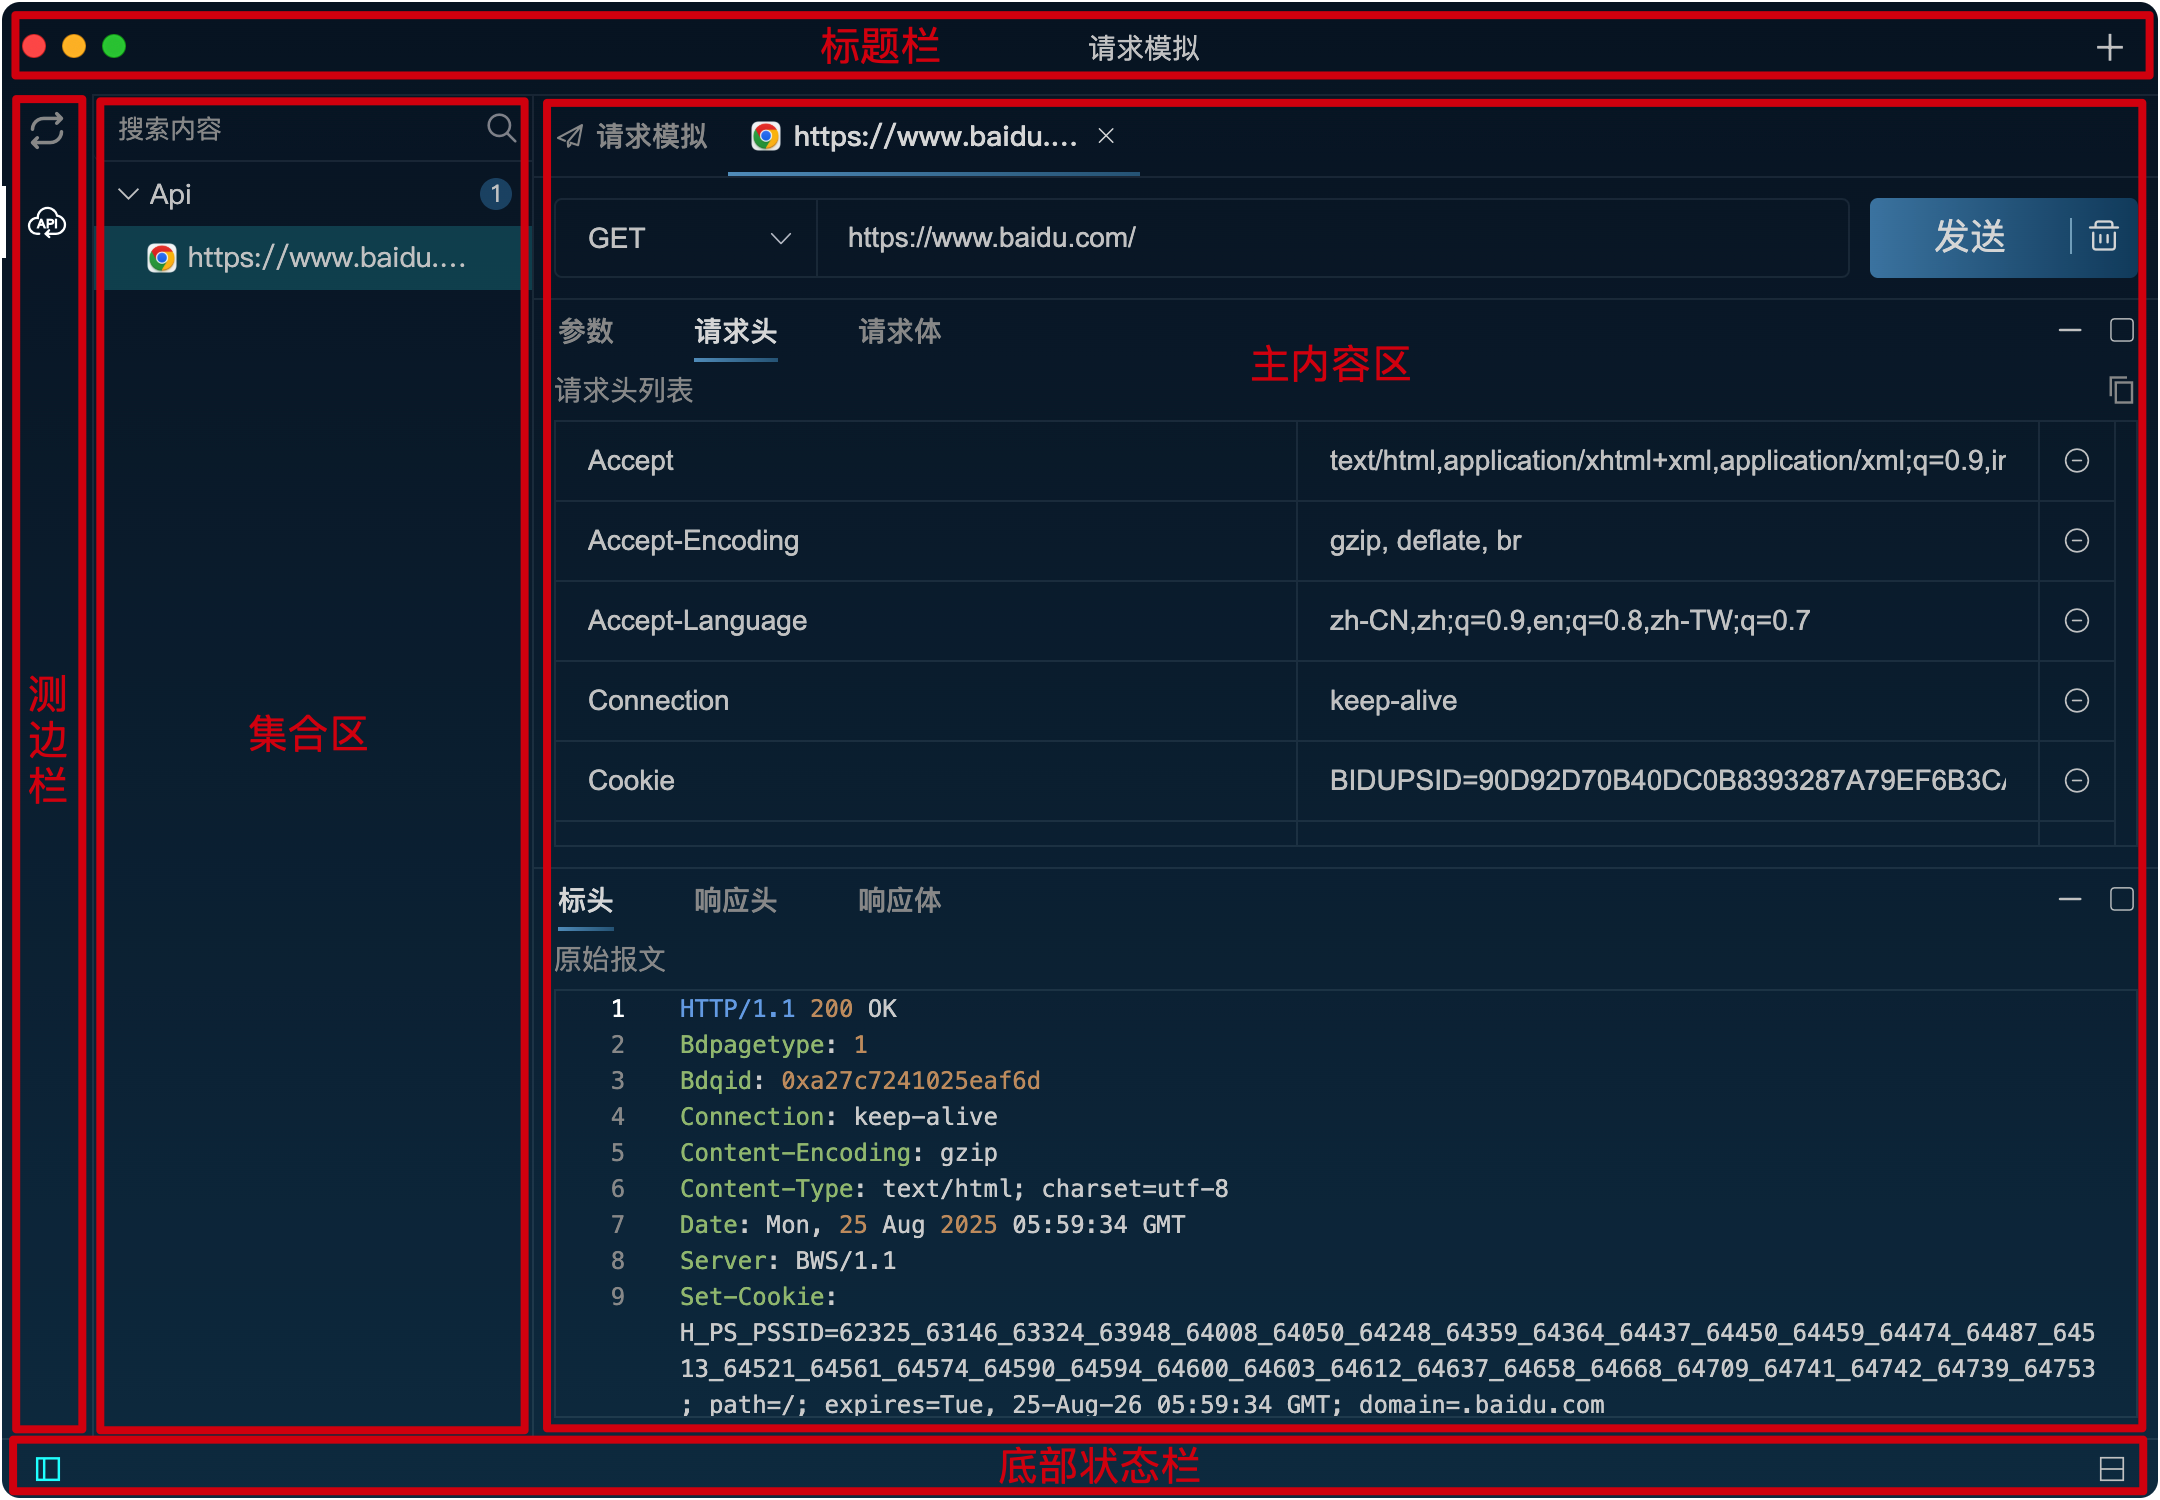 标题栏
请求模拟
搜索内容
Api
1
https://www.baidu....
测边栏
集合区
请求模拟
https://www.baidu....
GET
https://www.baidu.com/
发送
参数
请求头
请求体
主内容区
请求头列表
Accept
text/html,application/xhtml+xml,application/xml;q=0.9,
Accept-Encoding
gzip, deflate, br
Accept-Language
zh-CN,zh;q=0.9,en;q=0.8,zh-TW;q=0.7
Connection
keep-alive
Cookie
BIDUPSID=90D92D70B40DC0B8393287A79EF6B3C
标头
响应头
响应体
原始报文
1 HTTP/1.1 200 OK
2 Bdpagetype: 1
3 Bdqid: 0xa27c7241025eaf6d
4 Connection: keep-alive
5 Content-Encoding: gzip
6 Content-Type: text/html; charset=utf-8
7 Date: Mon, 25 Aug 2025 05:59:34 GMT
8 Server: BWS/1.1
9 Set-Cookie:
H_PS_PSSID=62325_63146_63324_63948_64008_64050_64248_64359_64364_64437_64450_64459_64474_64487_645
13_64521_64561_64574_64590_64594_64600_64603_64612_64637_64658_64668_64709_64741_64742_64739_64753
; path=/; expires=Tue, 25-Aug-26 05:59:34 GMT; domain=.baidu.com
API
底部状态栏